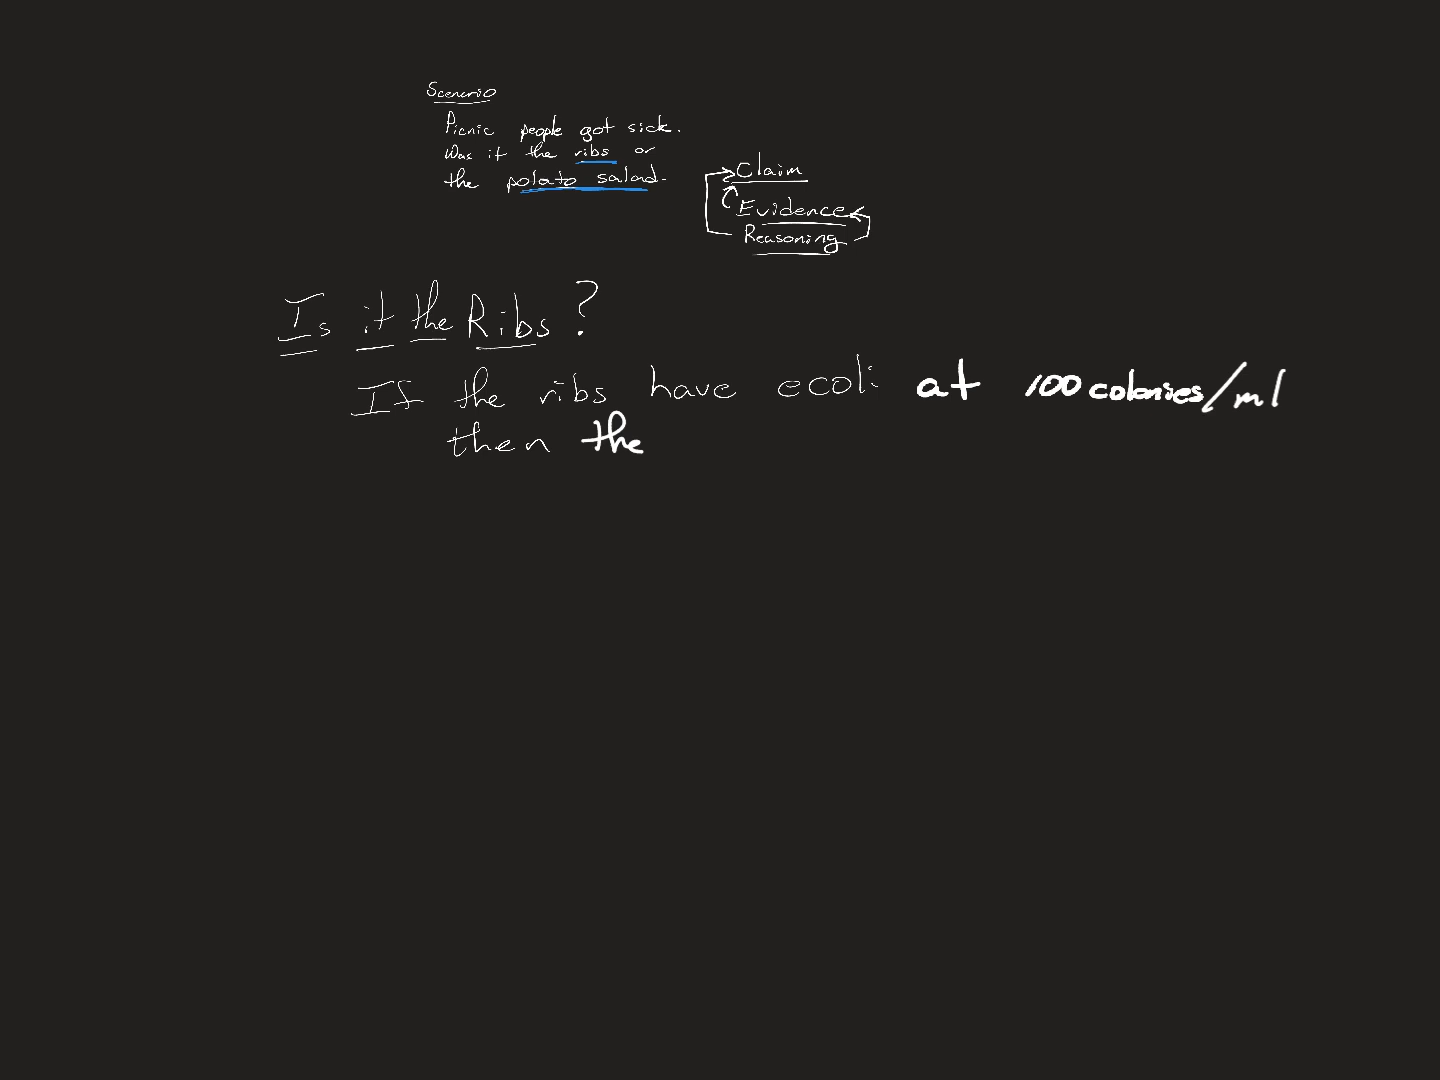 Scenario
Picnic people got sick.
Was it the ribs or
the potato salad.
Claim
Evidence
Reasoning
Is it the Ribs?
If the ribs have ecoli at 100 colonies/ml
then the